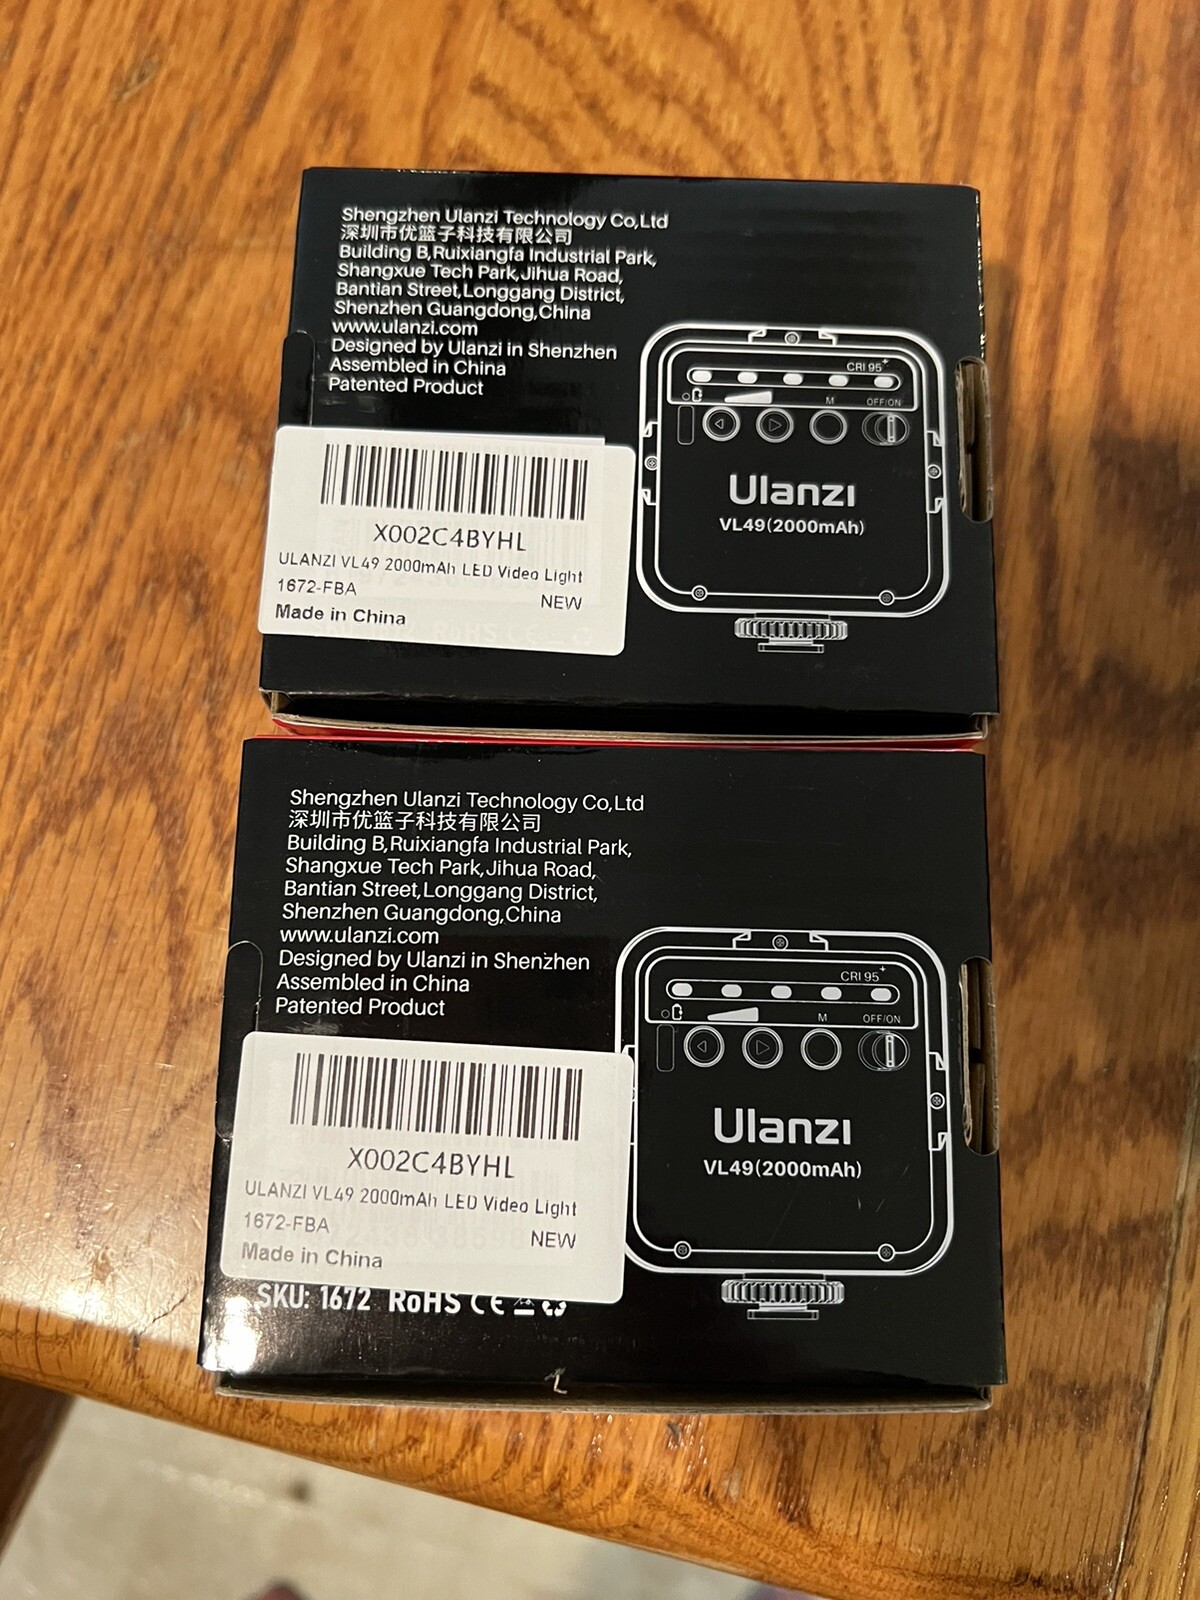 Shengzhen Ulanzi Technology Co,Ltd
深圳市优篮子科技有限公司
Building B,Ruixiangfa Industrial Park,
Shangxue Tech Park,Jihua Road,
Bantian Street,Longgang District,
Shenzhen Guangdong,China
www.ulanzi.com
Designed by Ulanzi in Shenzhen
Assembled in China
Patented Product
CRI 95+
M OFF/ON
Ulanzi
VL49(2000mAh)
X002C4BYHL
ULANZI VL49 2000mAh LED Video Light
1672-FBA
NEW
Made in China
Shengzhen Ulanzi Technology Co,Ltd
深圳市优篮子科技有限公司
Building B,Ruixiangfa Industrial Park,
Shangxue Tech Park,Jihua Road,
Bantian Street,Longgang District,
Shenzhen Guangdong,China
www.ulanzi.com
Designed by Ulanzi in Shenzhen
Assembled in China
Patented Product
CRI 95+
M OFF/ON
Ulanzi
VL49(2000mAh)
X002C4BYHL
ULANZI VL49 2000mAh LED Video Light
1672-FBA
NEW
Made in China
SKU: 1672 RoHS CE